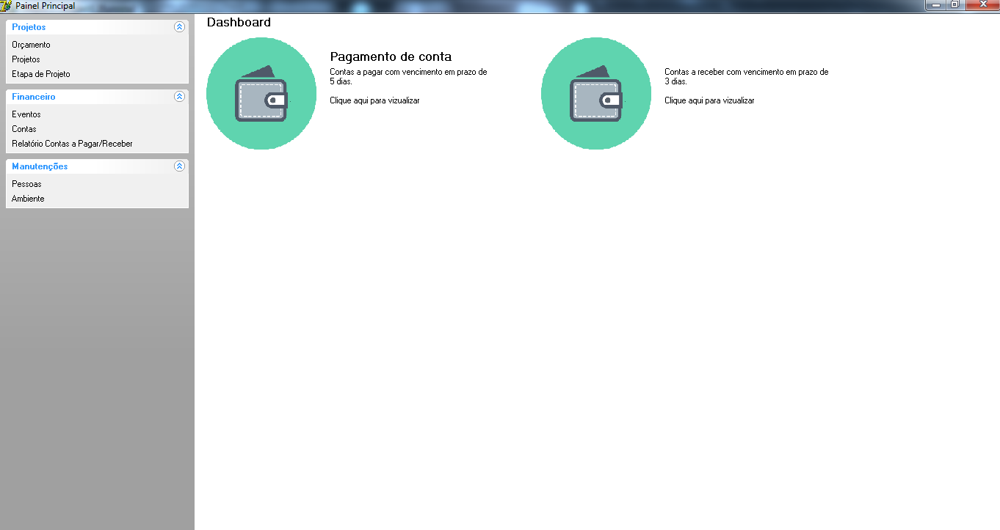 Painel Principal
Projetos
Orçamento
Projetos
Etapa de Projeto
Financeiro
Eventos
Contas
Relatório Contas a Pagar/Receber
Manutenções
Pessoas
Ambiente
Dashboard
Pagamento de conta
Contas a pagar com vencimento em prazo de
5 dias.
Clique aqui para vizualizar
Contas a receber com vencimento em prazo de
3 dias.
Clique aqui para vizualizar